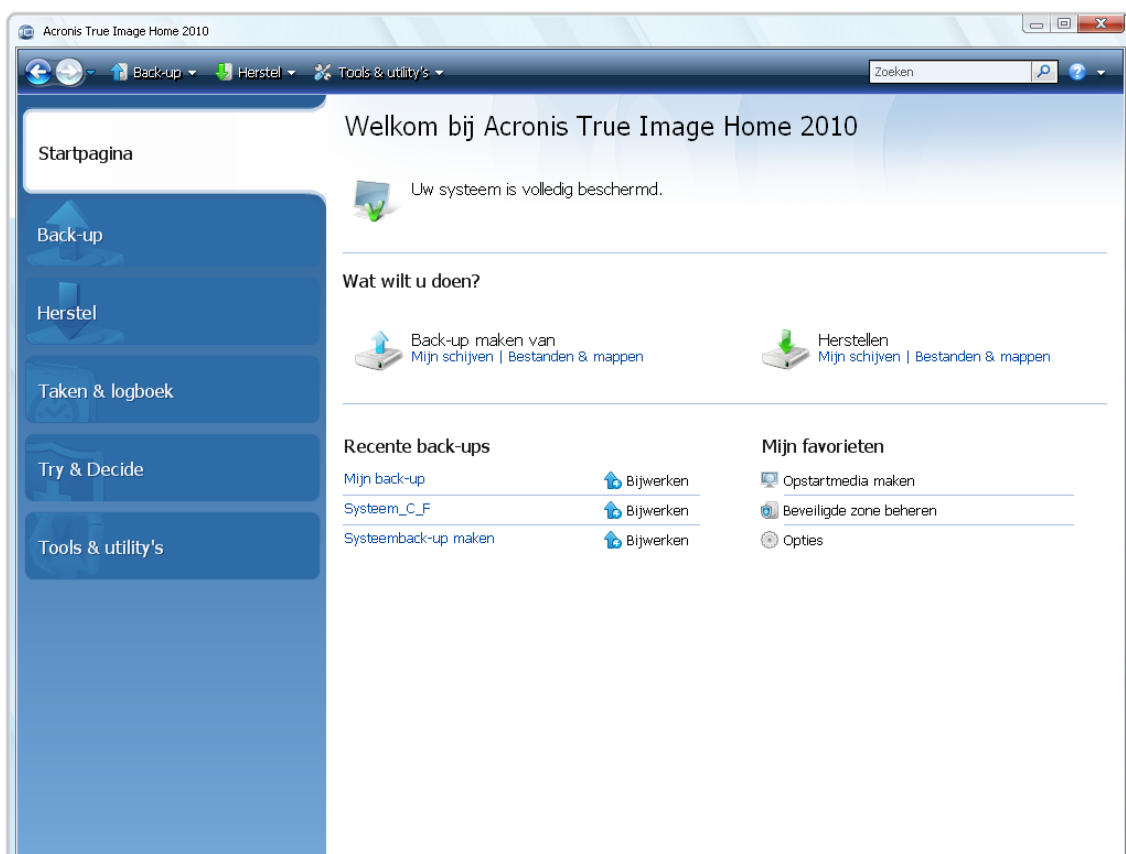 Acronis True Image Home 2010
Back-up Herstel Tools & utility's Zoeken
Startpagina
Back-up
Herstel
Taken & logboek
Try & Decide
Tools & utility's
Welkom bij Acronis True Image Home 2010
Uw systeem is volledig beschermd.
Wat wilt u doen?
Back-up maken van
Mijn schijven | Bestanden & mappen
Herstellen
Mijn schijven | Bestanden & mappen
Recente back-ups
Mijn back-up Bijwerken
Systeem_C_F Bijwerken
Systeemback-up maken Bijwerken
Mijn favorieten
Opstartmedia maken
Beveiligde zone beheren
Opties